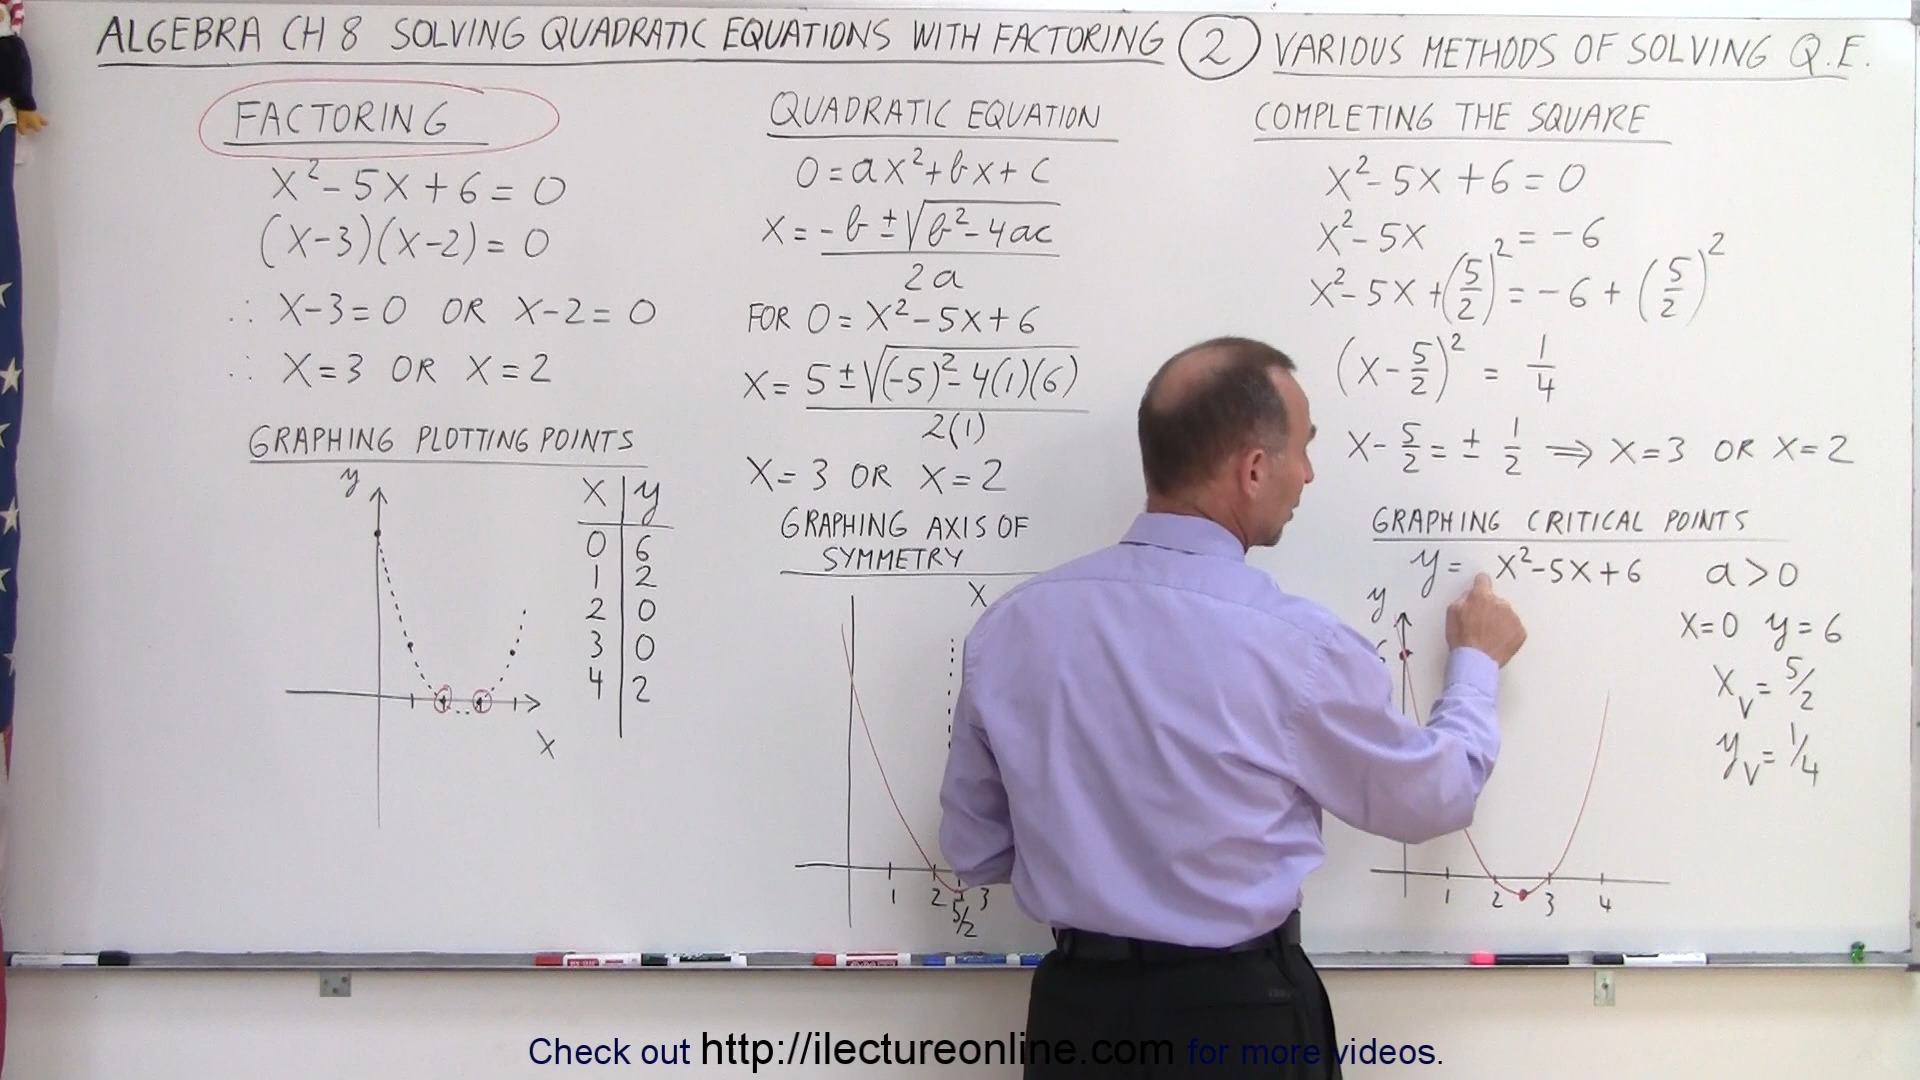 ALGEBRA CH 8 SOLVING QUADRATIC EQUATIONS WITH FACTORING ② VARIOUS METHODS OF SOLVING Q.E.
FACTORING
x²-5x+6=0
(x-3)(x-2)=0
∴ x-3=0 OR x-2=0
∴ x=3 OR x=2
GRAPHING PLOTTING POINTS
y
x
x y
0 6
1 2
2 0
3 0
4 2
QUADRATIC EQUATION
0=ax²+bx+c
x=(-b±√(b²-4ac))/2a
FOR 0=x²-5x+6
x=(5±√((-5)²-4(1)(6)))/2(1)
x=3 OR x=2
GRAPHING AXIS OF
SYMMETRY
x
1 2 3
5/2
COMPLETING THE SQUARE
x²-5x+6=0
x²-5x =-6
x²-5x+(5/2)²=-6+(5/2)²
(x-5/2)²=1/4
x-5/2=±1/2 ⇒ x=3 OR x=2
GRAPHING CRITICAL POINTS
y= x²-5x+6 a>0
y
x=0 y=6
6
x_v=5/2
y_v=1/4
1 2 3 4
Check out http://ilectureonline.com for more videos.